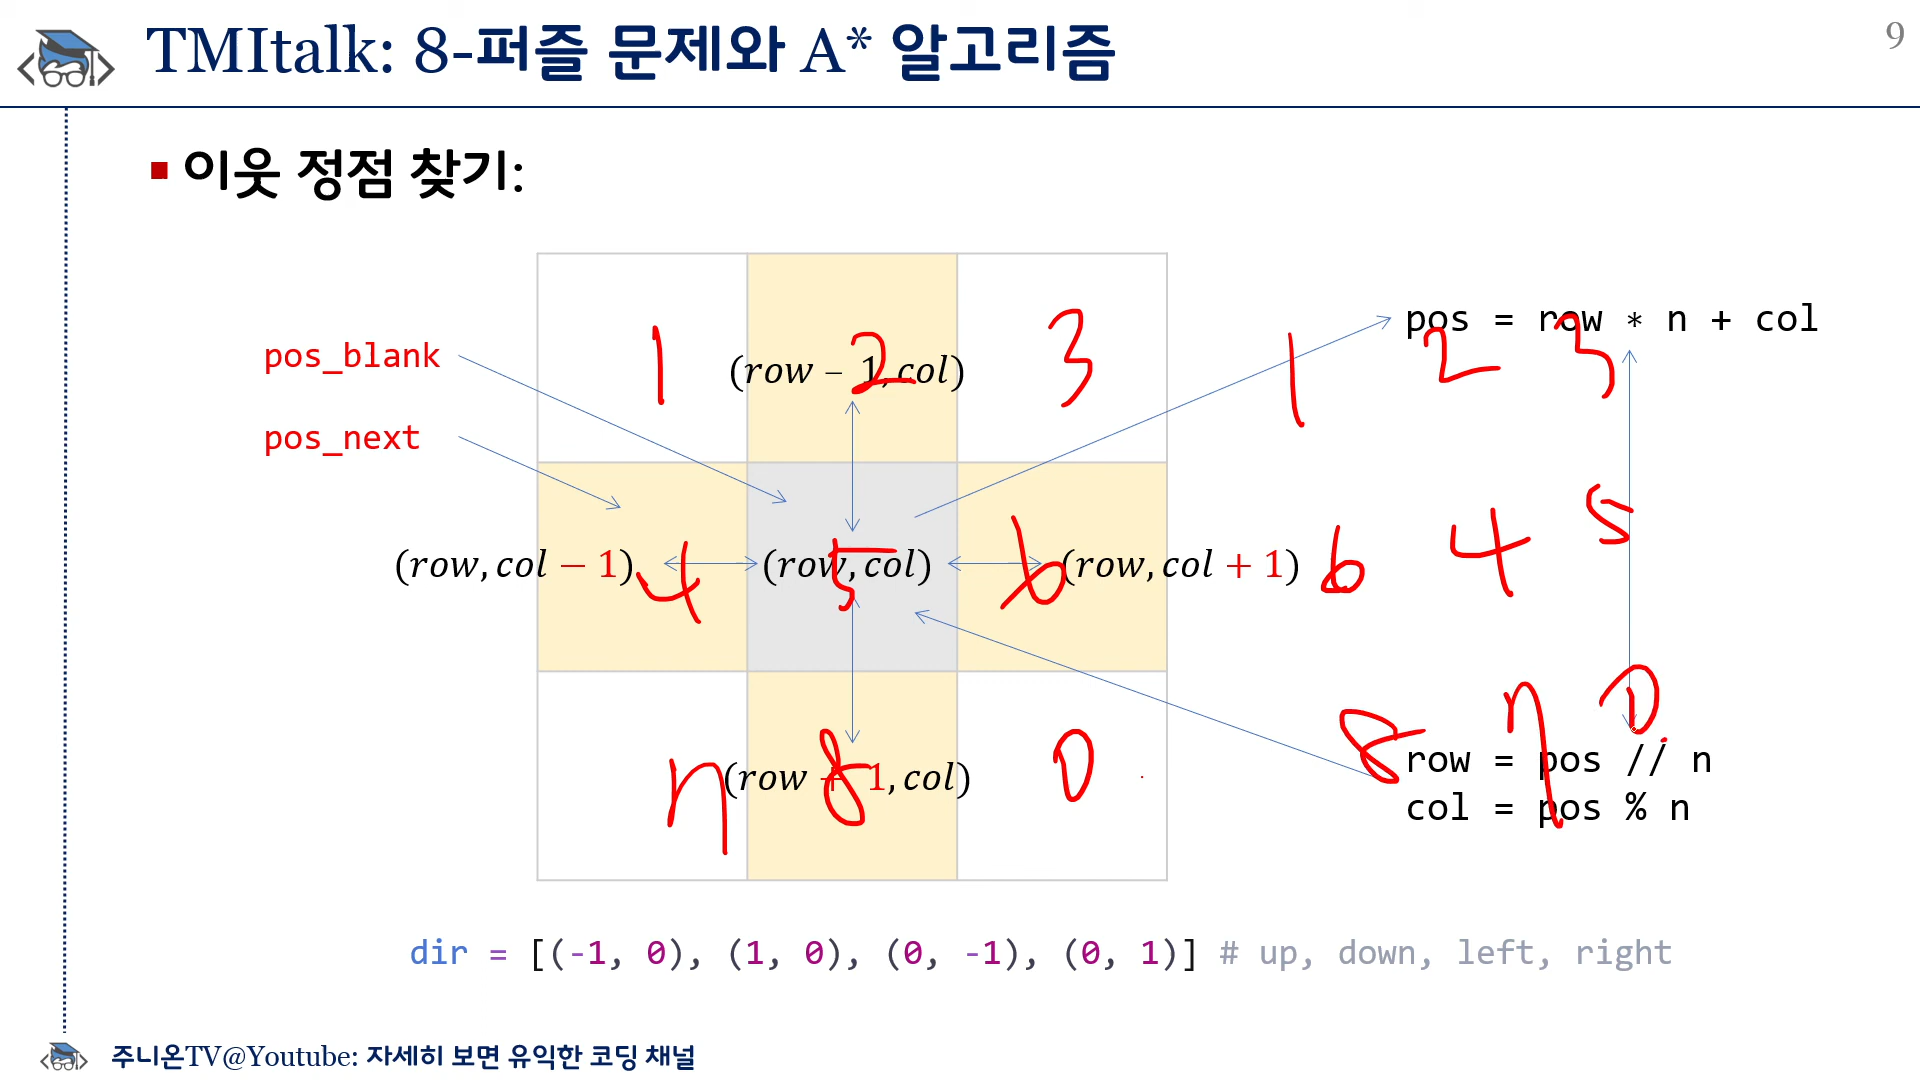 TMItalk: 8-퍼즐 문제와 A* 알고리즘
9
이웃 정점 찾기:
pos_blank
pos_next
(row – 1, col)
(row, col – 1)
(row, col)
(row, col + 1)
(row + 1, col)
pos = row * n + col
row = pos // n
col = pos % n
1 2 3
4 5 6
7 8 0
1 2 3
6 4 5
8 7 0
dir = [(-1, 0), (1, 0), (0, -1), (0, 1)] # up, down, left, right
주니온TV@Youtube: 자세히 보면 유익한 코딩 채널